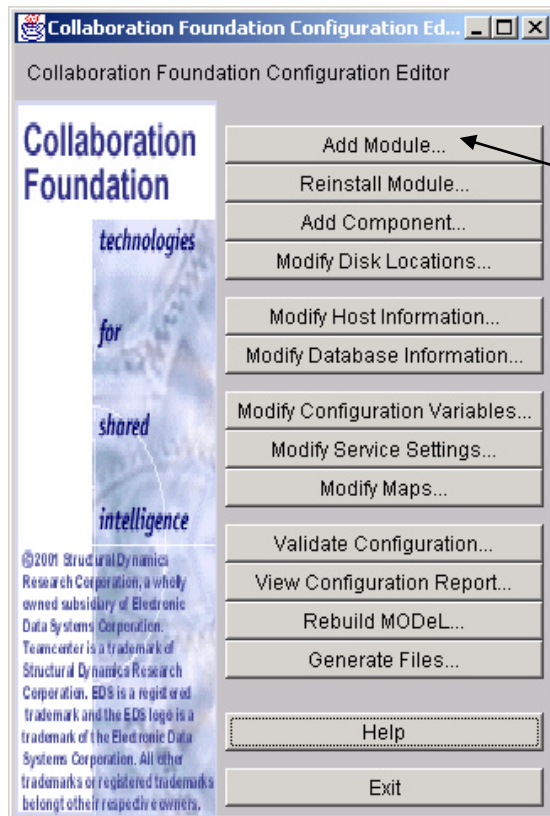 Collaboration Foundation Configuration Ed...
Collaboration Foundation Configuration Editor
Collaboration
Foundation
technologies
for
shared
intelligence
©2001 Structural Dynamics
Research Corporation, a wholly
owned subsidiary of Electronic
Data Systems Corporation.
Teamcenter is a trademark of
Structural Dynamics Research
Corporation. EDS is a registered
trademark and the EDS logo is a
trademark of the Electronic Data
Systems Corporation. All other
trademarks or registered trademarks
belong t otheir respective owners.
Add Module...
Reinstall Module...
Add Component...
Modify Disk Locations...
Modify Host Information...
Modify Database Information...
Modify Configuration Variables...
Modify Service Settings...
Modify Maps...
Validate Configuration...
View Configuration Report...
Rebuild MODeL...
Generate Files...
Help
Exit